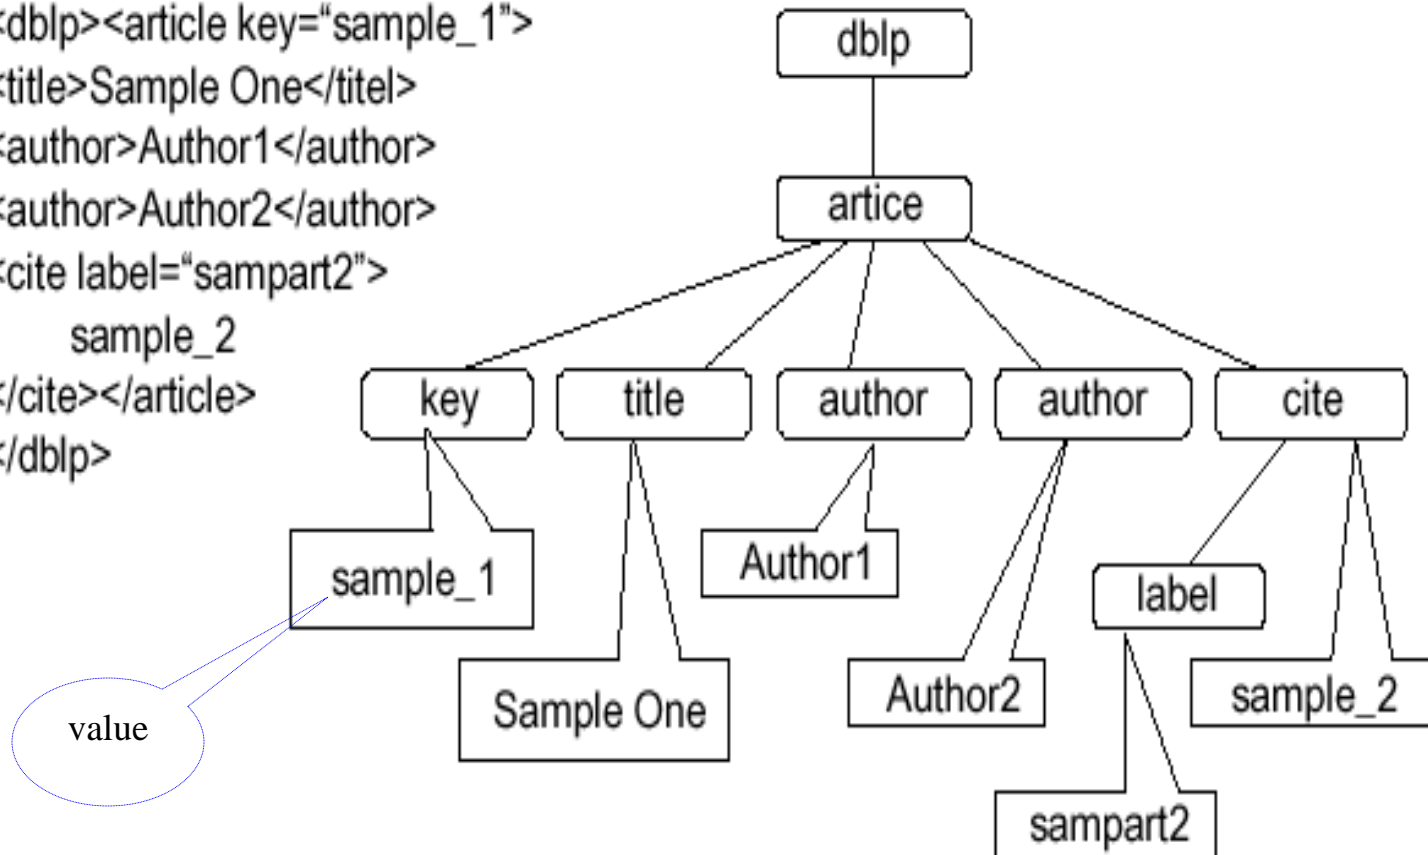 <dblp><article key=“sample_1”>
<title>Sample One</titel>
<author>Author1</author>
<author>Author2</author>
<cite label=“sampart2”>
sample_2
</cite></article>
</dblp>
dblp
artice
key title author author cite
sample_1
Author1
label
Sample One
Author2
sample_2
value
sampart2